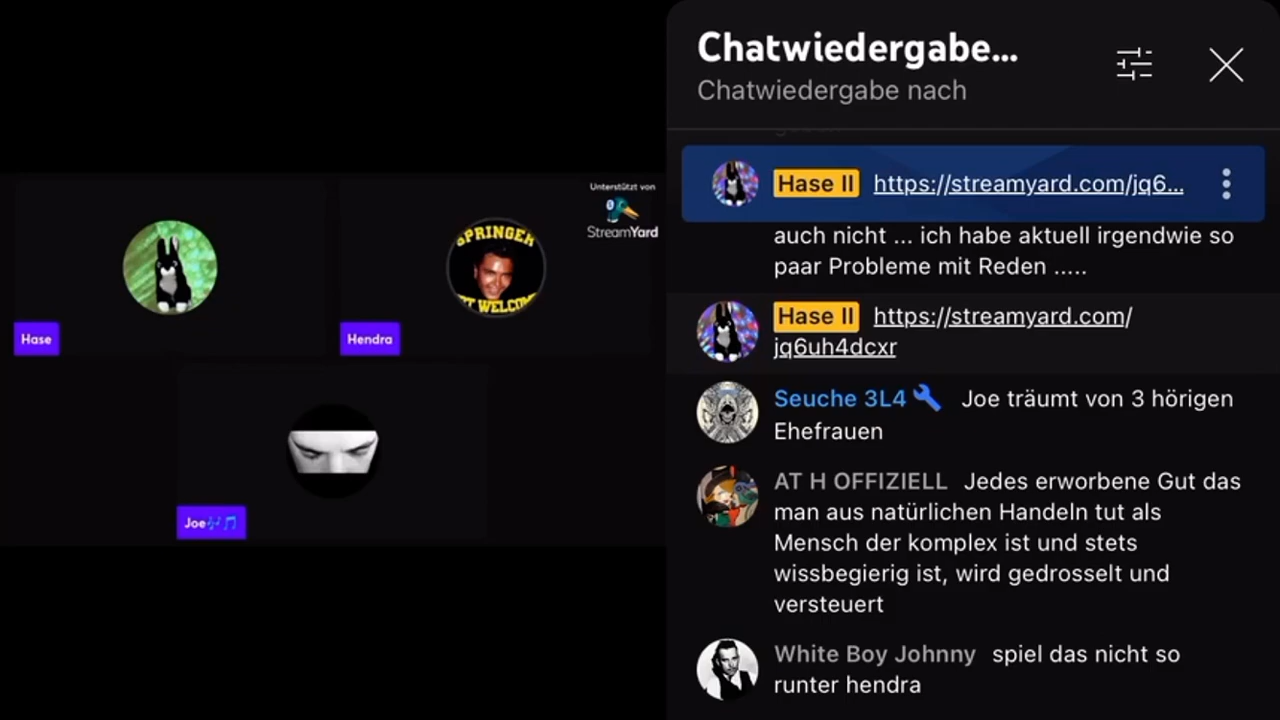 Unterstützt von
StreamYard
SPRINGER
NOT WELCOME
Hase
Hendra
Joe🎶🎵
Chatwiedergabe...
Chatwiedergabe nach
Hase II https://streamyard.com/jq6...
auch nicht ... ich habe aktuell irgendwie so
paar Probleme mit Reden .....
Hase II https://streamyard.com/
jq6uh4dcxr
Seuche 3L4🔧 Joe träumt von 3 hörigen
Ehefrauen
AT H OFFIZIELL Jedes erworbene Gut das
man aus natürlichen Handeln tut als
Mensch der komplex ist und stets
wissbegierig ist, wird gedrosselt und
versteuert
White Boy Johnny spiel das nicht so
runter hendra